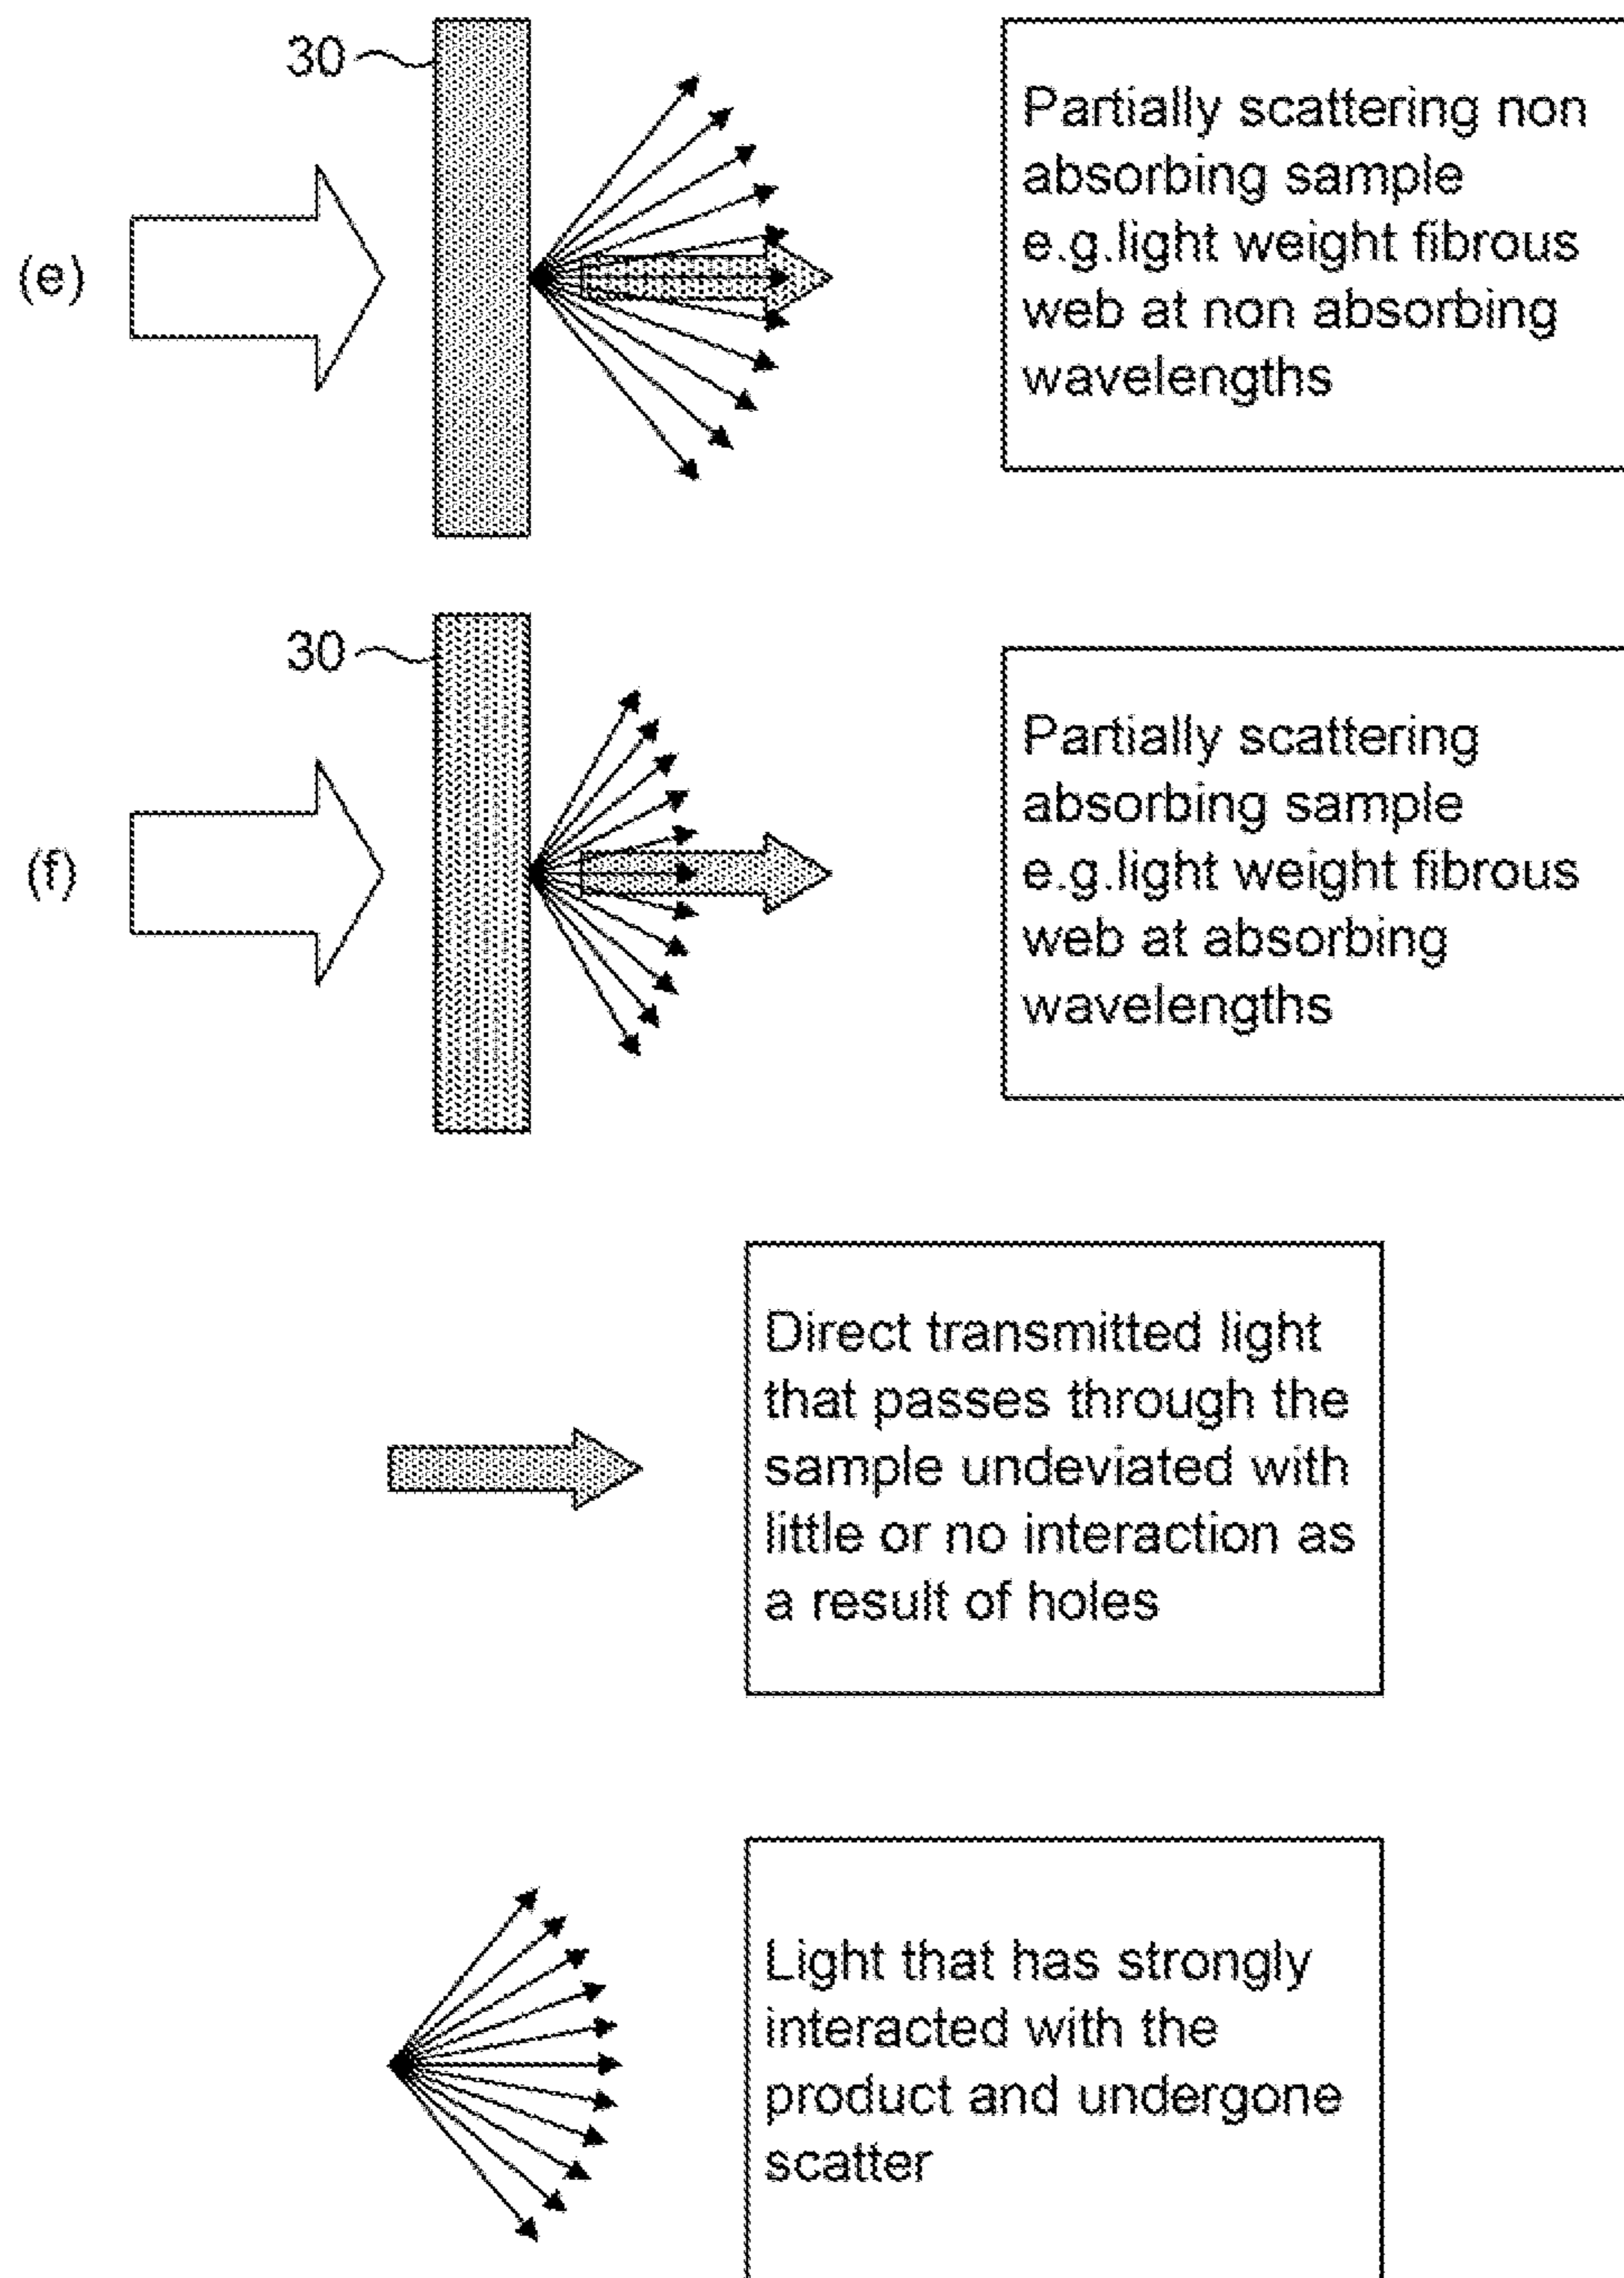 30
(e)
Partially scattering non
absorbing sample
e.g.light weight fibrous
web at non absorbing
wavelengths
30
(f)
Partially scattering
absorbing sample
e.g.light weight fibrous
web at absorbing
wavelengths
Direct transmitted light
that passes through the
sample undeviated with
little or no interaction as
a result of holes
Light that has strongly
interacted with the
product and undergone
scatter